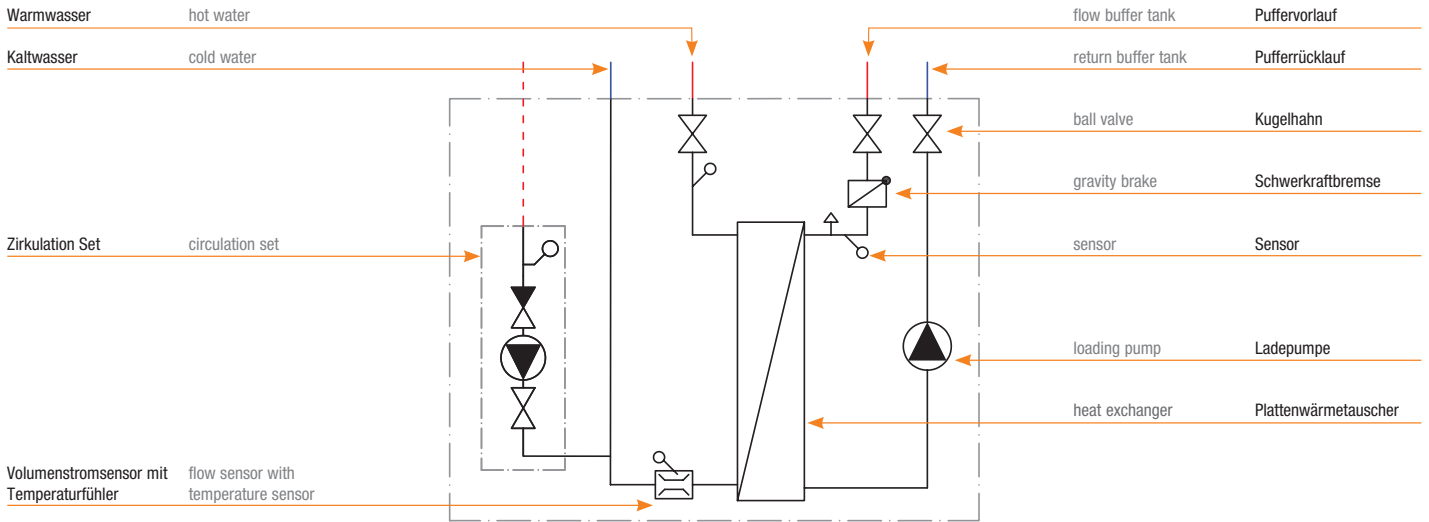 Warmwasser hot water
Kaltwasser cold water
Zirkulation Set circulation set
Volumenstromsensor mit flow sensor with
Temperaturfühler temperature sensor
flow buffer tank Puffervorlauf
return buffer tank Pufferrücklauf
ball valve Kugelhahn
gravity brake Schwerkraftbremse
sensor Sensor
loading pump Ladepumpe
heat exchanger Plattenwärmetauscher